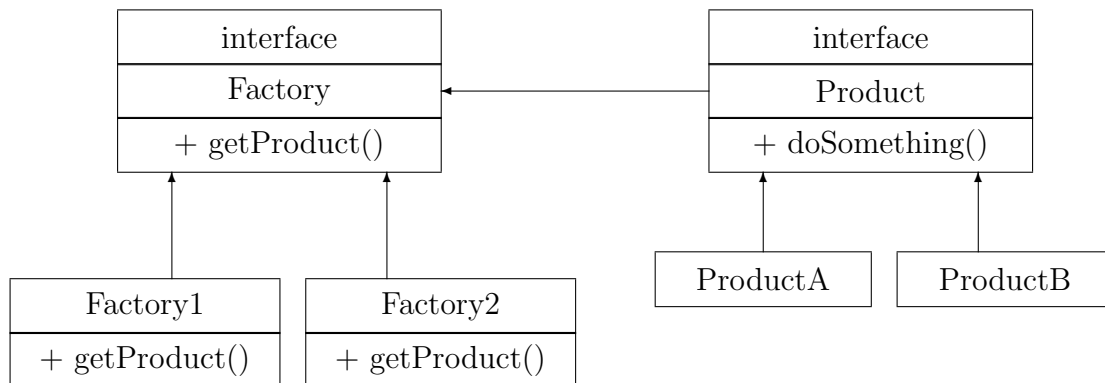 interface
Factory
+ getProduct()
interface
Product
+ doSomething()
Factory1
+ getProduct()
Factory2
+ getProduct()
ProductA
ProductB